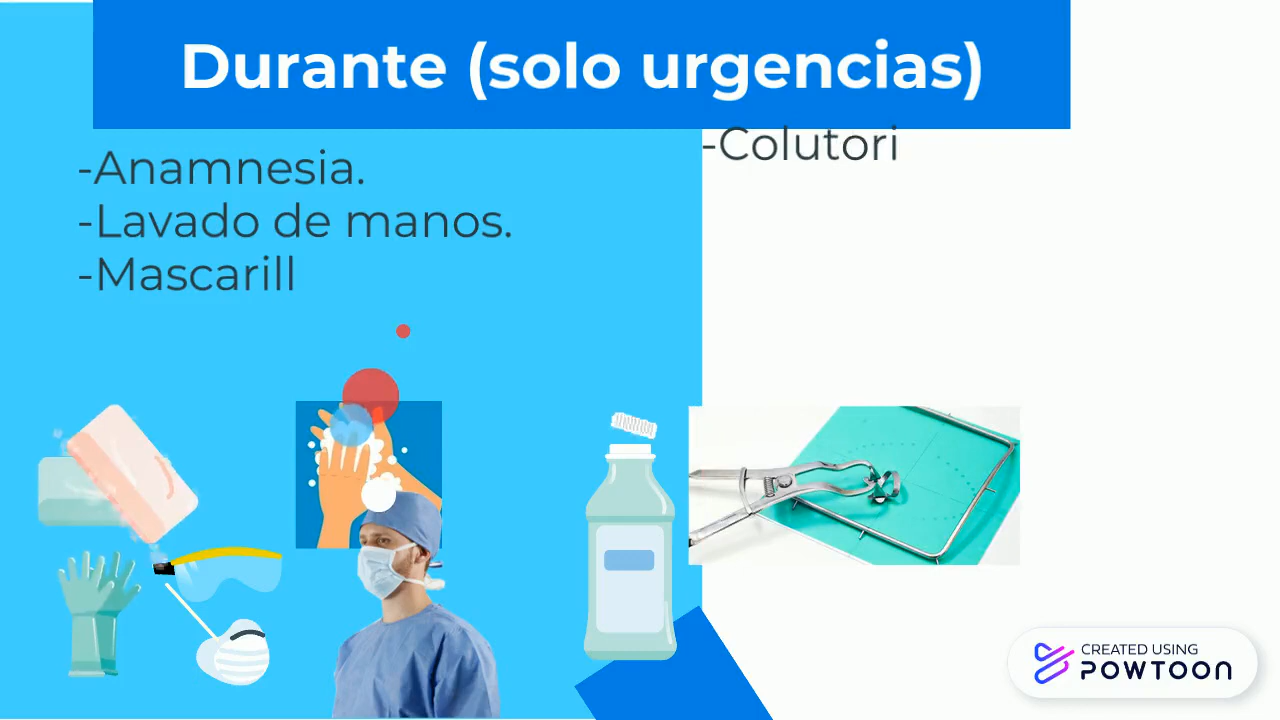 Durante (solo urgencias)
-Anamnesia.
-Lavado de manos.
-Mascarill
-Colutori
CREATED USING
POWTOON